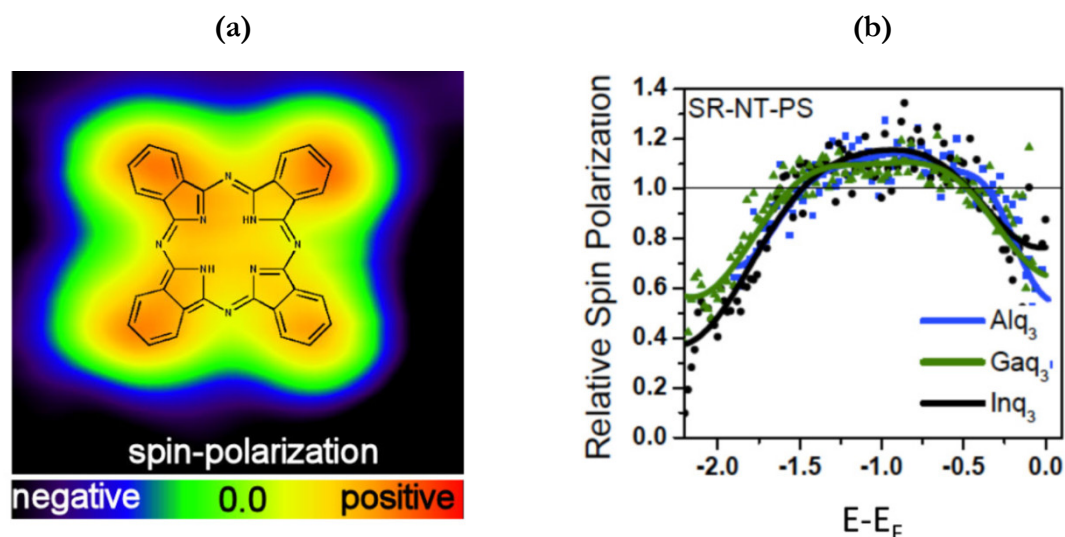 (a)
N
N
HN
N
N
NH
N
N
spin-polarization
negative 0.0 positive
(b)
Relative Spin Polarization
1.4
1.2
1.0
0.8
0.6
0.4
0.2
0.0
SR-NT-PS
Alq3
Gaq3
Inq3
-2.0 -1.5 -1.0 -0.5 0.0
E-EF